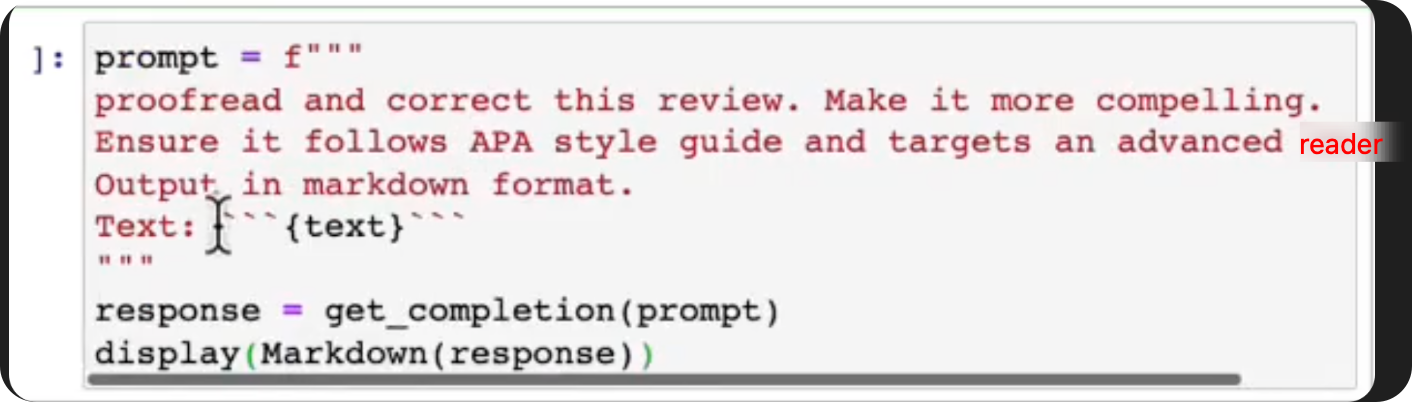 ]: prompt = f"""
proofread and correct this review. Make it more compelling.
Ensure it follows APA style guide and targets an advanced reader
Output in markdown format.
Text: ```{text}```
"""
response = get_completion(prompt)
display(Markdown(response))